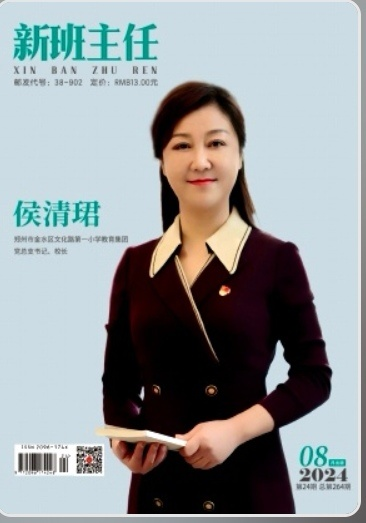 新班主任
XIN BAN ZHU REN
邮发代号：38-902 定价：RMB13.00元
侯清珺
郑州市金水区文化路第一小学教育集团
党总支书记、校长
ISSN 2096-1744
08
2024
第24期 总第264期